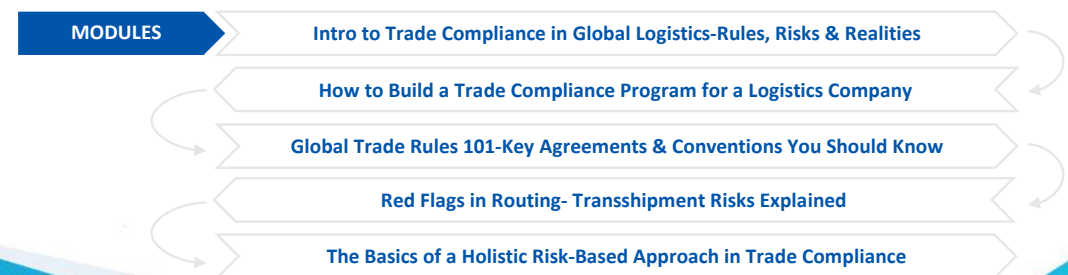 MODULES
Intro to Trade Compliance in Global Logistics-Rules, Risks & Realities
How to Build a Trade Compliance Program for a Logistics Company
Global Trade Rules 101-Key Agreements & Conventions You Should Know
Red Flags in Routing- Transshipment Risks Explained
The Basics of a Holistic Risk-Based Approach in Trade Compliance